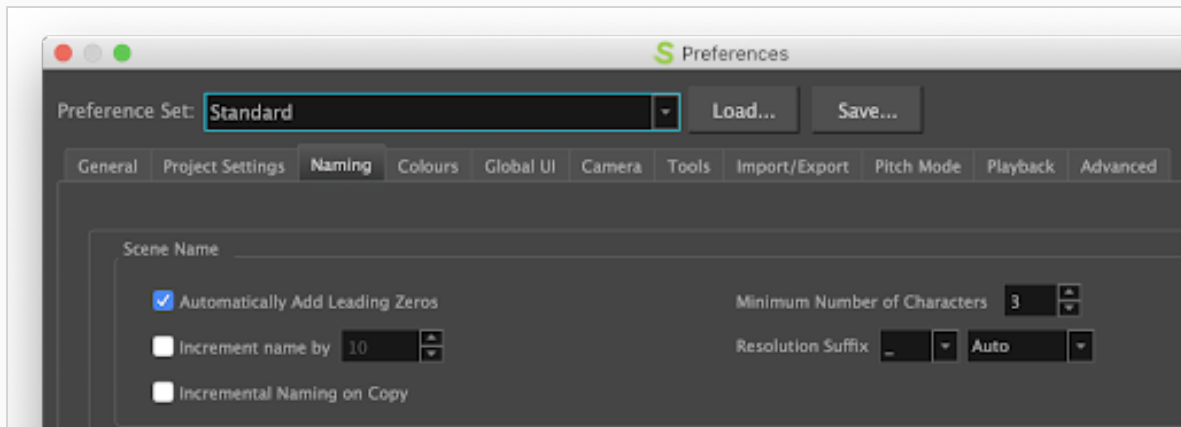 Preferences
Preference Set: Standard Load... Save...
General Project Settings Naming Colours Global UI Camera Tools Import/Export Pitch Mode Playback Advanced
Scene Name
Automatically Add Leading Zeros Minimum Number of Characters 3
Increment name by 10 Resolution Suffix _ Auto
Incremental Naming on Copy